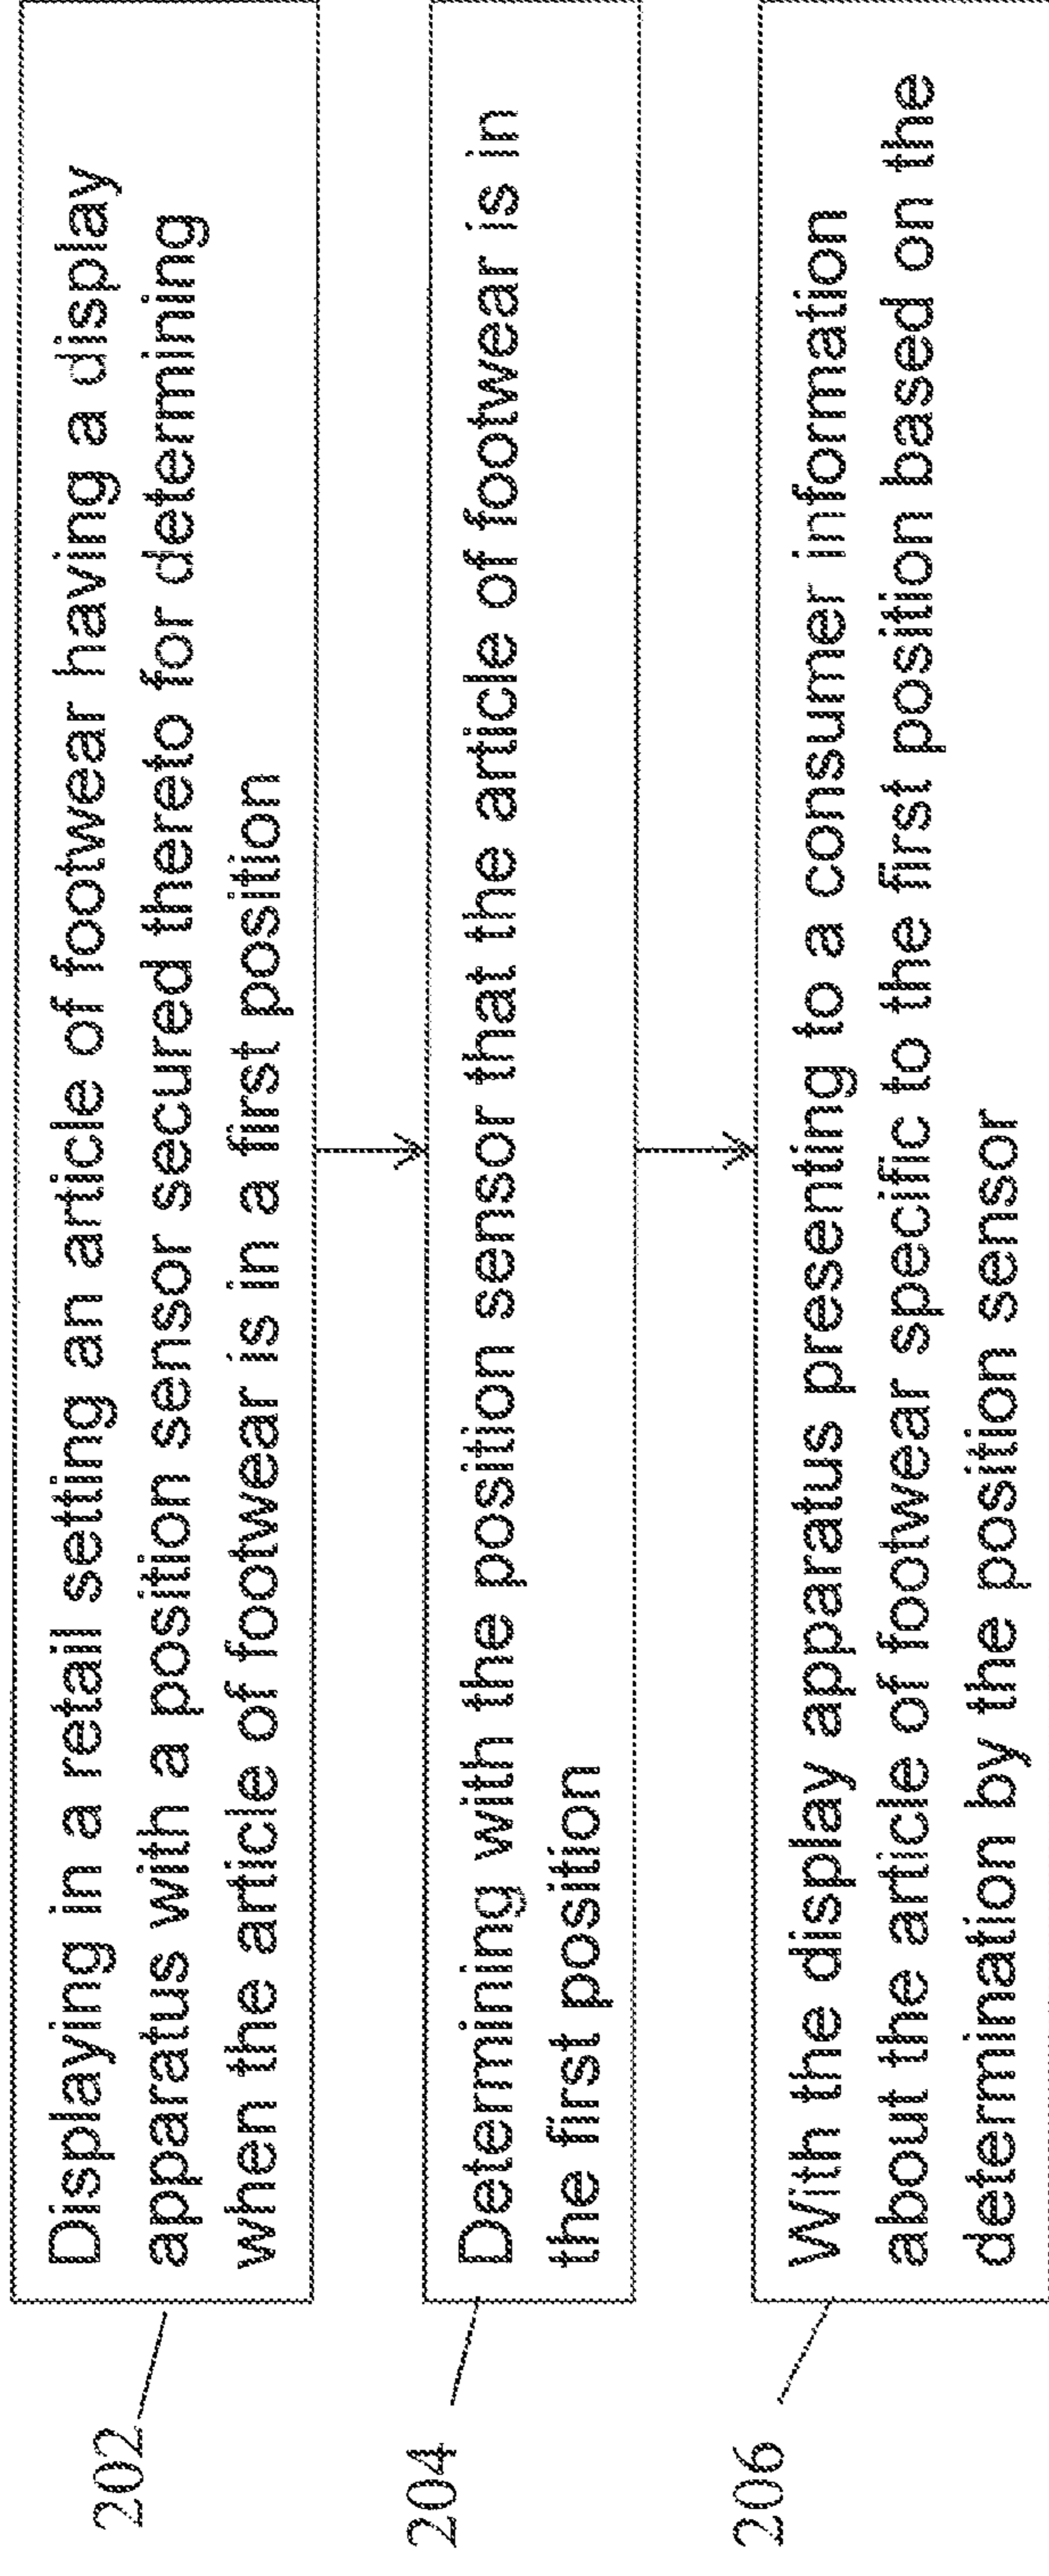 202
Displaying in a retail setting an article of footwear having a display
apparatus with a position sensor secured thereto for determining
when the article of footwear is in a first position
204
Determining with the position sensor that the article of footwear is in
the first position
206
With the display apparatus presenting to a consumer information
about the article of footwear specific to the first position based on the
determination by the position sensor